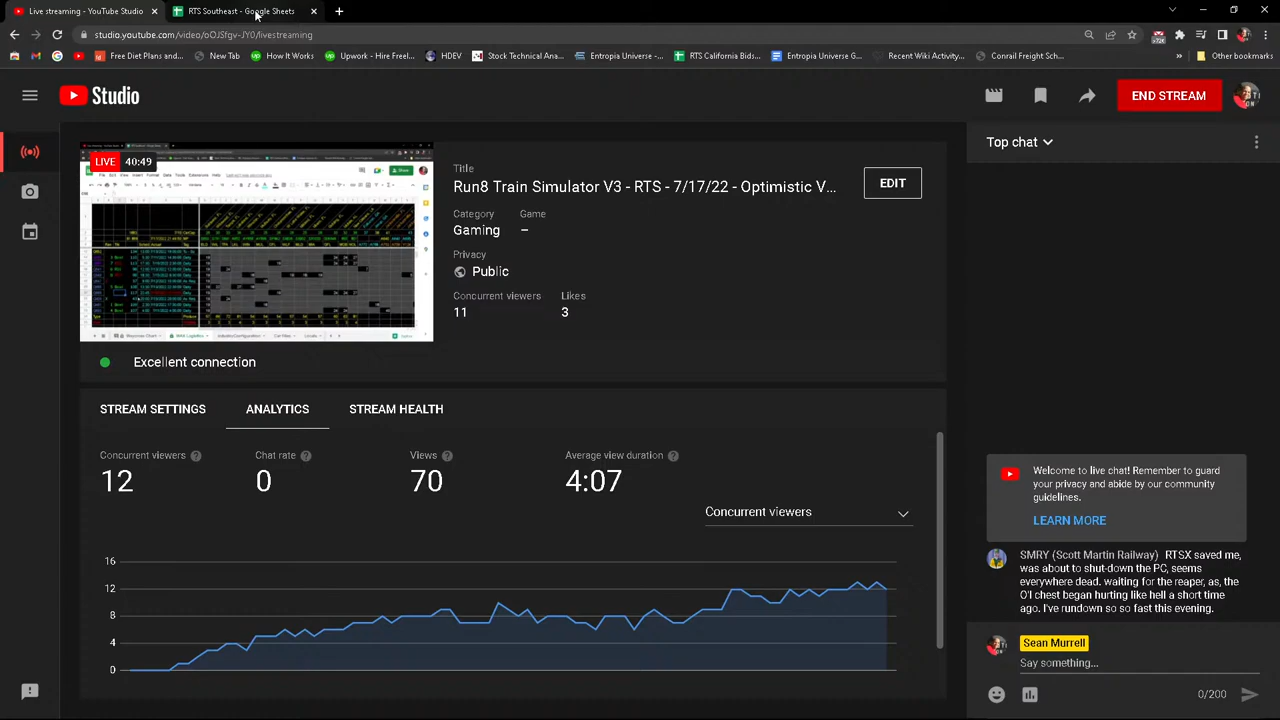 Live streaming - YouTube Studio
RTS Southeast - Google Sheets
studio.youtube.com/video/oOJSfgv-JY0/livestreaming
Free Diet Plans and...
New Tab
How It Works
Upwork - Hire Freel...
HDEV
Stock Technical Ana...
Entropia Universe -...
RTS California Bids...
Entropia Universe G...
Recent Wiki Activity...
Conrail Freight Sch...
»
Other bookmarks
Studio
END STREAM
LIVE 40:49
Title
Run8 Train Simulator V3 - RTS - 7/17/22 - Optimistic V...
EDIT
Category
Game
Gaming
–
Privacy
Public
Concurrent viewers
Likes
11
3
Excellent connection
STREAM SETTINGS
ANALYTICS
STREAM HEALTH
Concurrent viewers
Chat rate
Views
Average view duration
12
0
70
4:07
Concurrent viewers
16
12
8
4
0
Top chat
Welcome to live chat! Remember to guard
your privacy and abide by our community
guidelines.
LEARN MORE
SMRY (Scott Martin Railway) RTSX saved me,
was about to shut-down the PC, seems
everywhere dead. waiting for the reaper, as, the
O'l chest began hurting like hell a short time
ago. I've rundown so so fast this evening.
Sean Murrell
Say something...
0/200